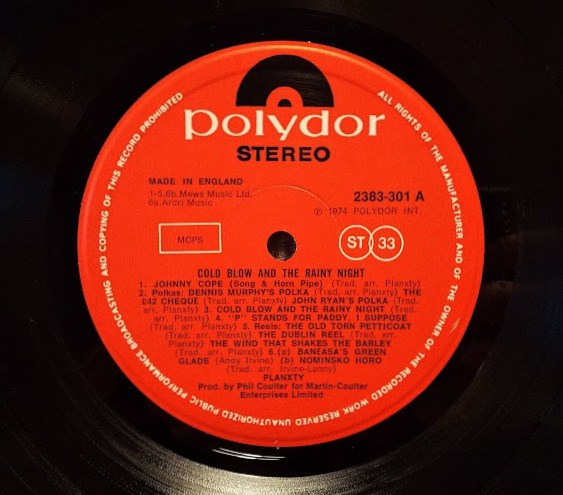 polydor
STEREO
MADE IN ENGLAND
1-5,6b.Mews Music Ltd.
6a.Ardri Music
2383-301 A
℗ 1974 POLYDOR INT.
MCPS
ST 33
COLD BLOW AND THE RAINY NIGHT
1. JOHNNY COPE (Song & Horn Pipe) (Trad. arr. Planxty)
2. Polkas: DENNIS MURPHY'S POLKA (Trad. arr. Planxty) THE
£42 CHEQUE (Trad. arr. Planxty) JOHN RYAN'S POLKA (Trad.
arr. Planxty) 3. COLD BLOW AND THE RAINY NIGHT (Trad.
arr. Planxty) 4. "P" STANDS FOR PADDY, I SUPPOSE
(Trad. arr. Planxty) 5. Reels: THE OLD TORN PETTICOAT
(Trad. arr. Planxty) THE DUBLIN REEL (Trad. arr.
Planxty) THE WIND THAT SHAKES THE BARLEY
(Trad. arr. Planxty) 6.(a) BANEASA'S GREEN
GLADE (Andy Irvine) (b) NOMINSKO HORO
(Trad. arr. Irvine-Lunny)
PLANXTY
Prod. by Phil Coulter for Martin-Coulter
Enterprises Limited
ALL RIGHTS OF THE MANUFACTURER AND OF THE OWNER OF THE RECORDED WORK RESERVED UNAUTHORIZED PUBLIC PERFORMANCE BROADCASTING AND COPYING OF THIS RECORD PROHIBITED